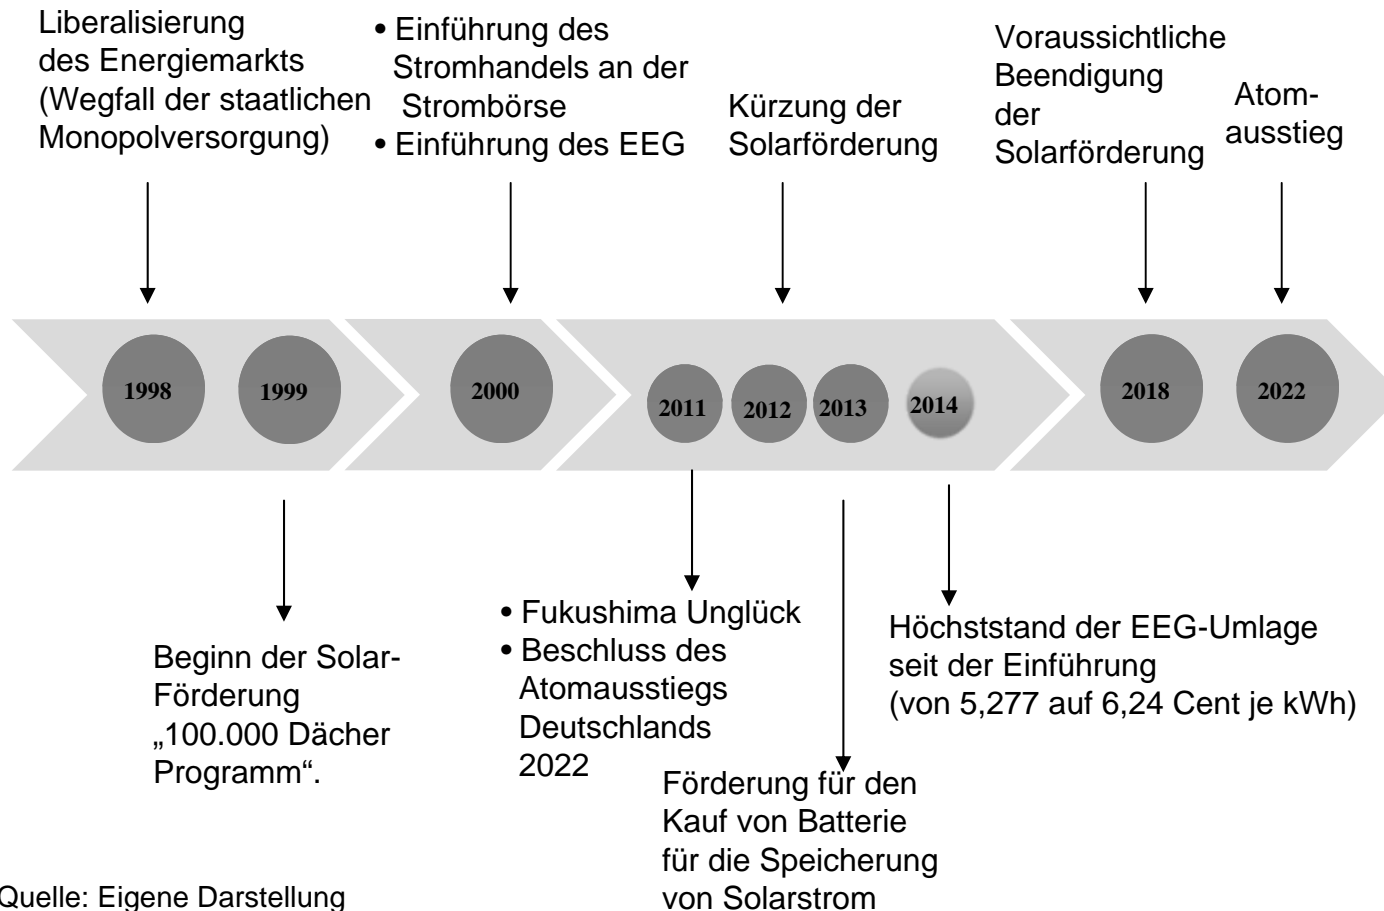 Liberalisierung
des Energiemarkts
(Wegfall der staatlichen
Monopolversorgung)
• Einführung des
Stromhandels an der
Strombörse
• Einführung des EEG
Kürzung der
Solarförderung
Voraussichtliche
Beendigung
der
Solarförderung
Atom-
ausstieg
1998
1999
2000
2011
2012
2013
2014
2018
2022
Beginn der Solar-
Förderung
„100.000 Dächer
Programm“.
• Fukushima Unglück
• Beschluss des
Atomausstiegs
Deutschlands
2022
Förderung für den
Kauf von Batterie
für die Speicherung
von Solarstrom
Höchststand der EEG-Umlage
seit der Einführung
(von 5,277 auf 6,24 Cent je kWh)
Quelle: Eigene Darstellung